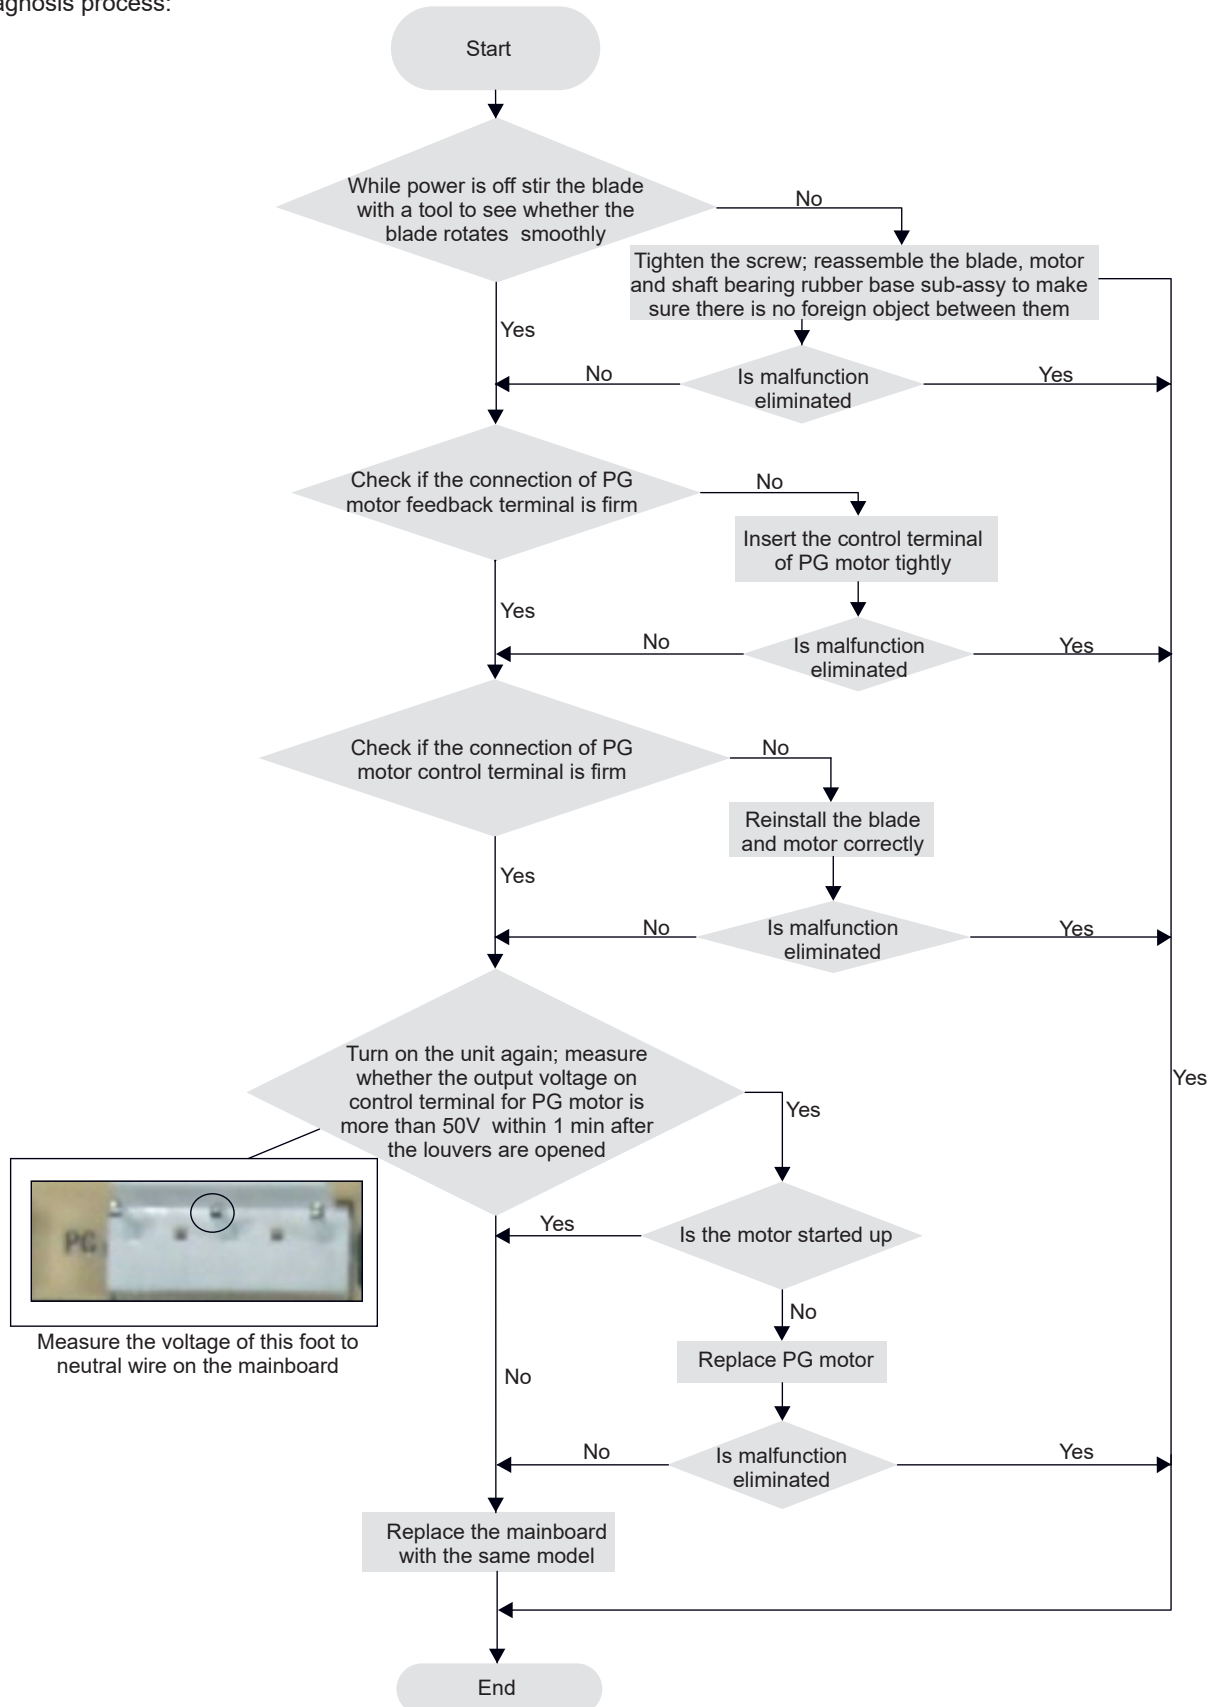 agnosis process:
Start
While power is off stir the blade
with a tool to see whether the
blade rotates smoothly
No
Tighten the screw; reassemble the blade, motor
and shaft bearing rubber base sub-assy to make
sure there is no foreign object between them
Yes
No
Is malfunction
eliminated
Yes
Check if the connection of PG
motor feedback terminal is firm
No
Insert the control terminal
of PG motor tightly
Yes
No
Is malfunction
eliminated
Yes
Check if the connection of PG
motor control terminal is firm
No
Reinstall the blade
and motor correctly
Yes
No
Is malfunction
eliminated
Yes
Turn on the unit again; measure
whether the output voltage on
control terminal for PG motor is
more than 50V within 1 min after
the louvers are opened
Yes
Yes
PG
Measure the voltage of this foot to
neutral wire on the mainboard
Yes
Is the motor started up
No
Replace PG motor
No
No
Is malfunction
eliminated
Yes
Replace the mainboard
with the same model
End